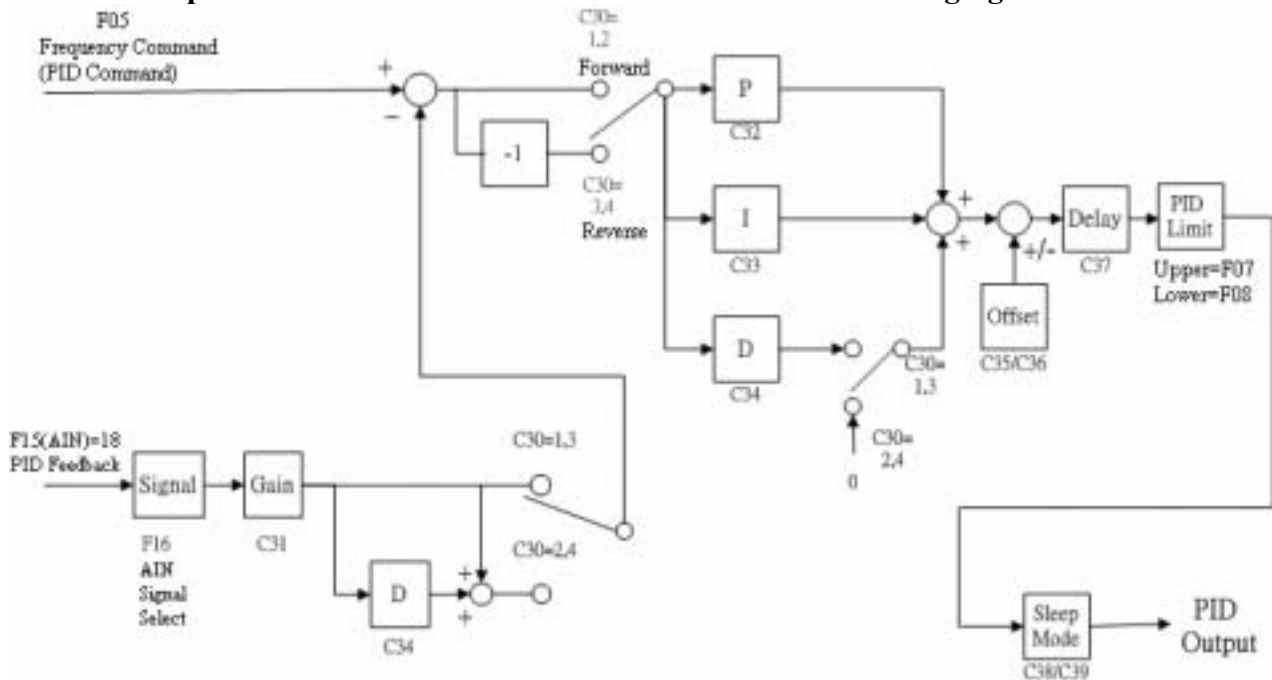 F05
Frequency Command
(PID Command)
+
−
C30=
1,2
Forward
-1
C30=
3,4
Reverse
P
C32
I
C33
D
C34
+
+
+/-
Offset
C35/C36
Delay
C37
PID
Limit
Upper=F07
Lower=F08
C30=
1,3
C30=
2,4
0
F15(AIN)=18
PID Feedback
Signal
F16
AIN
Signal
Select
Gain
C31
C30=1,3
C30=2,4
D
C34
+
+
Sleep
Mode
C38/C39
PID
Output